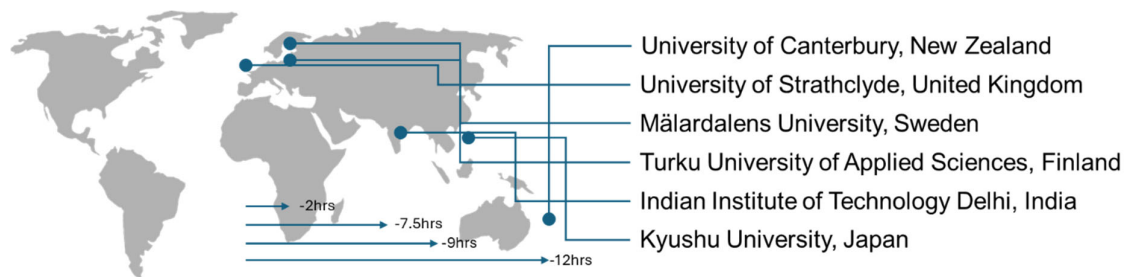 University of Canterbury, New Zealand
University of Strathclyde, United Kingdom
Mälardalens University, Sweden
Turku University of Applied Sciences, Finland
Indian Institute of Technology Delhi, India
Kyushu University, Japan
-2hrs
-7.5hrs
-9hrs
-12hrs